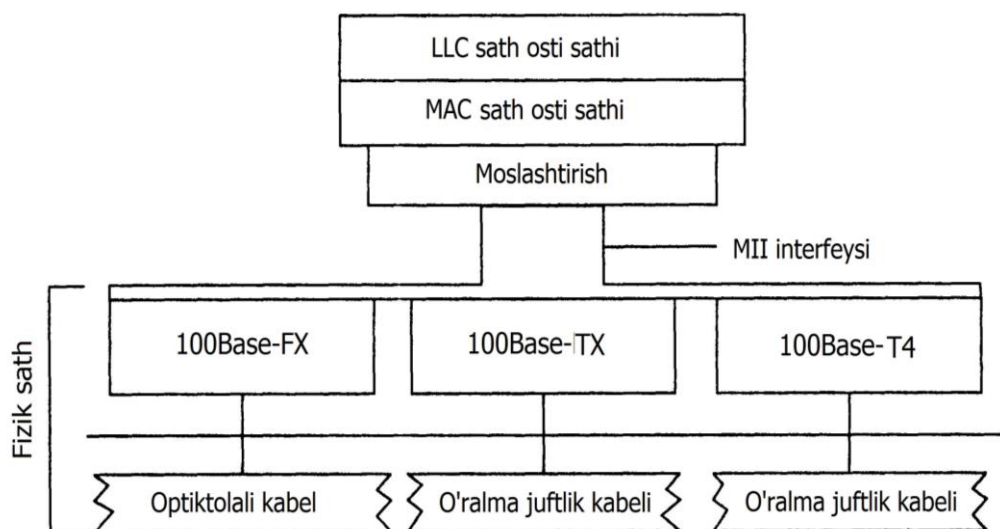 LLC sath osti sathi
MAC sath osti sathi
Moslashtirish
MII interfeysi
Fizik sath
100Base-FX
100Base-TX
100Base-T4
Optiktolali kabel
O'ralma juftlik kabeli
O'ralma juftlik kabeli